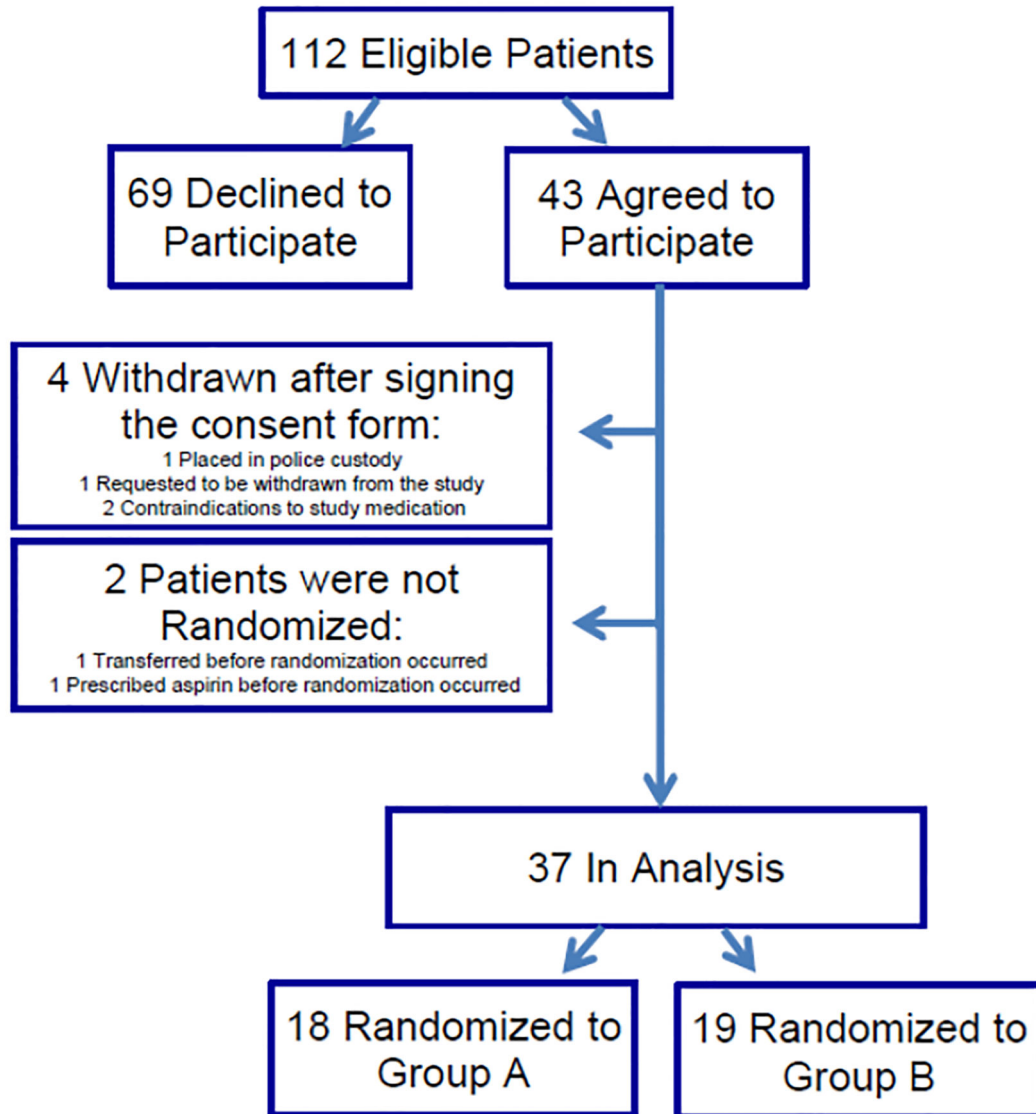 112 Eligible Patients
69 Declined to
Participate
43 Agreed to
Participate
4 Withdrawn after signing
the consent form:
1 Placed in police custody
1 Requested to be withdrawn from the study
2 Contraindications to study medication
2 Patients were not
Randomized:
1 Transferred before randomization occurred
1 Prescribed aspirin before randomization occurred
37 In Analysis
18 Randomized to
Group A
19 Randomized to
Group B